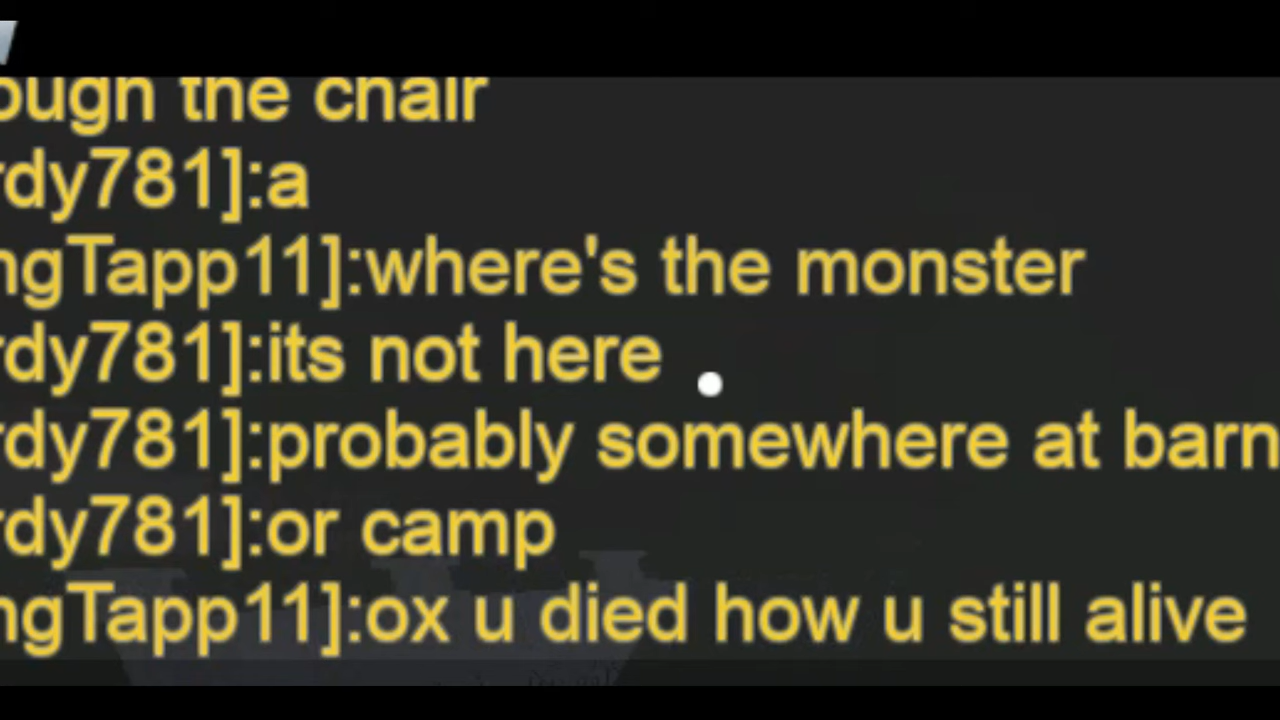 ough the chair
rdy781]:a
ngTapp11]:where's the monster
rdy781]:its not here
rdy781]:probably somewhere at barn
rdy781]:or camp
ngTapp11]:ox u died how u still alive